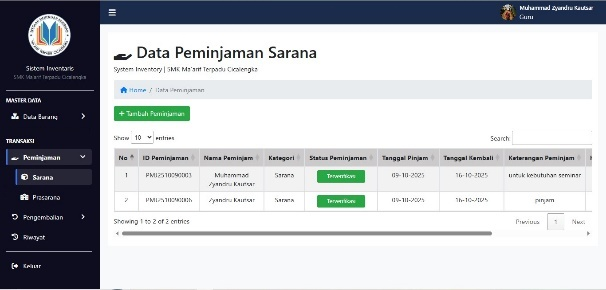 Muhammad Zyandru Kautsar
Guru
Sistem Inventaris
SMK Ma'arif Terpadu Cicalengka
MASTER DATA
Data Barang
TRANSAKSI
Peminjaman
Sarana
Prasarana
Pengembalian
Riwayat
Keluar
Data Peminjaman Sarana
System Inventory | SMK Ma'arif Terpadu Cicalengka
Home / Data Peminjaman
+ Tambah Peminjaman
Show 10 entries
Search:
No ID Peminjaman Nama Peminjam Kategori Status Peminjaman Tanggal Pinjam Tanggal Kembali Keterangan Peminjam
1 PMI2510090003 Muhammad Zyandru Kautsar Sarana Terverifikasi 09-10-2025 16-10-2025 untuk kebutuhan seminar
2 PMI2510090006 Zyandru Kautsar Sarana Terverifikasi 09-10-2025 16-10-2025 pinjam
Showing 1 to 2 of 2 entries
Previous 1 Next